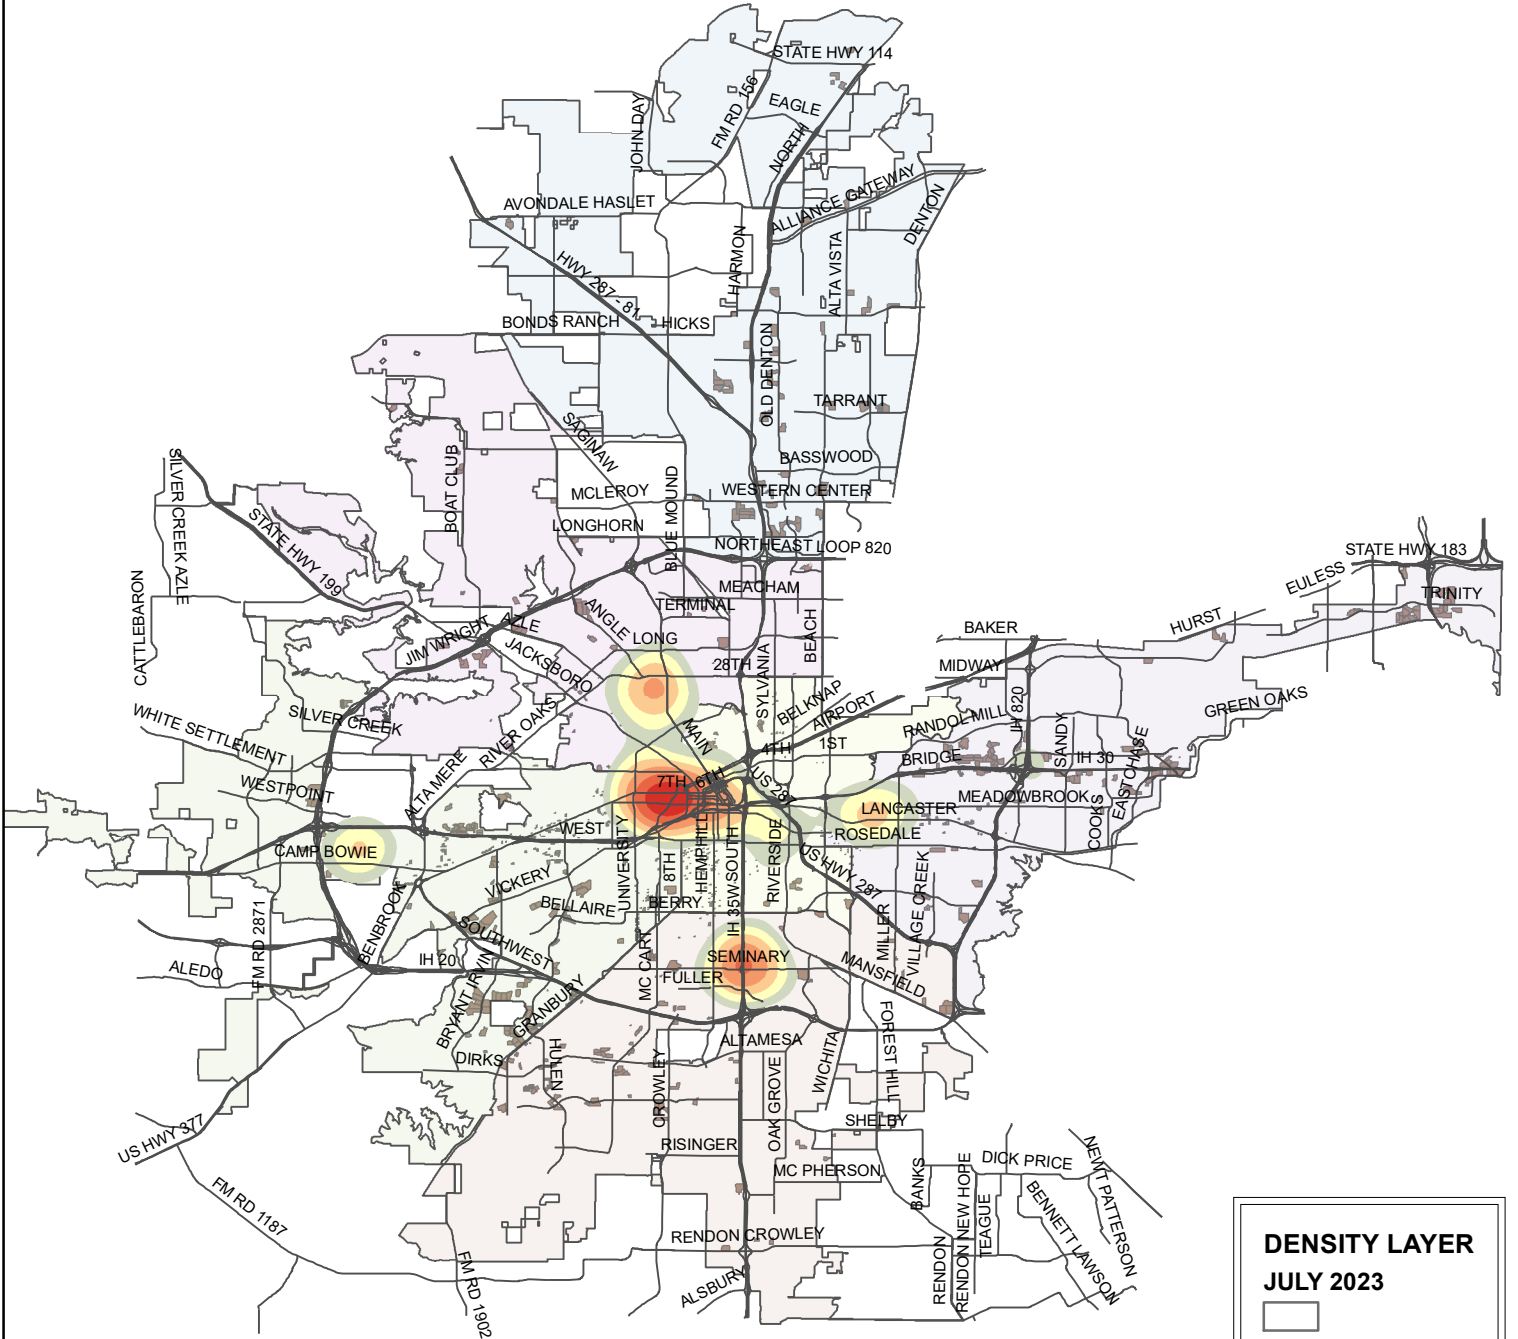 STATE HWY 114
FM RD 156
EAGLE
JOHN DAY
NORTH
AVONDALE HASLET
ALLIANCE GATEWAY
DENTON
HARMON
ALTA VISTA
HWY 287 - 81
BONDS RANCH
HICKS
OLD DENTON
TARRANT
SAGINAW
BOAT CLUB
BASSWOOD
MCLEROY
BLUE MOUND
WESTERN CENTER
SILVER CREEK AZLE
STATE HWY 199
LONGHORN
NORTHEAST LOOP 820
STATE HWY 183
EULESS
TRINITY
CATTLEBARON
MEACHAM
TERMINAL
ANGLE
AZLE
JIM WRIGHT
JACKSBORO
LONG
BEACH
BAKER
HURST
28TH
SYLVANIA
MIDWAY
WHITE SETTLEMENT
SILVER CREEK
RIVER OAKS
MAIN
BELKNAP
AIRPORT
RANDOL MILL
IH 820
SANDY
GREEN OAKS
4TH
1ST
BRIDGE
IH 30
EASTCHASE
WESTPOINT
ALTAMERE
7TH
6TH
US 287
LANCASTER
MEADOWBROOK
COOKS
WEST
ROSEDALE
CAMP BOWIE
UNIVERSITY
8TH
HEMPHILL
IH 35W SOUTH
RIVERSIDE
US HWY 287
VICKERY
BELLAIRE
BERRY
MILLER
VILLAGE CREEK
FM RD 2871
BENBROOK
SOUTHWEST
IH 20
MC CART
SEMINARY
FULLER
MANSFIELD
ALEDO
BRYANT IRVIN
GRANBURY
DIRKS
HULEN
ALTAMESA
CROWLEY
OAK GROVE
WICHITA
FOREST HILL
US HWY 377
RISINGER
SHELBY
MC PHERSON
DICK PRICE
NEWT PATTERSON
BANKS
RENDON NEW HOPE
TEAGUE
BENNETT LAWSON
FM RD 1187
RENDON CROWLEY
RENDON
FM RD 1902
ALSBURY
DENSITY LAYER
JULY 2023